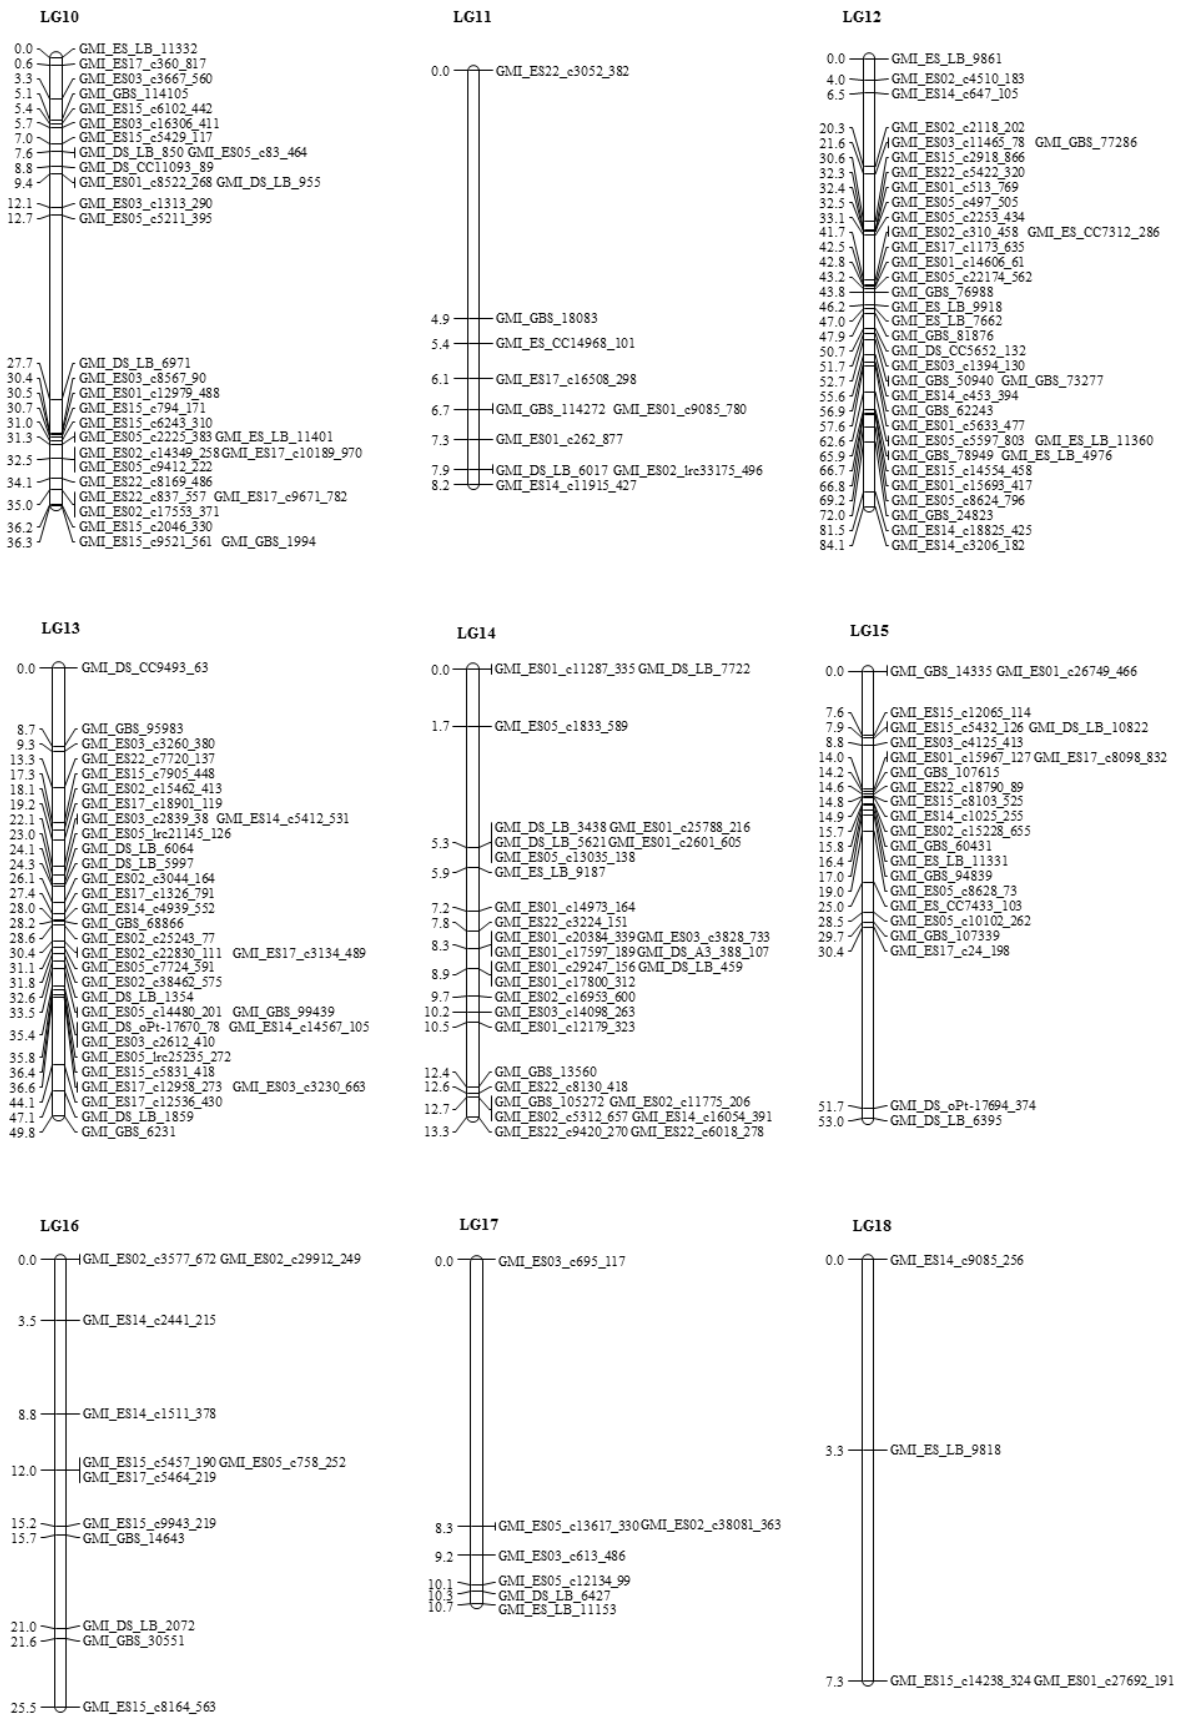 LG10
0.0 GMI_ES_LB_11332
0.6 GMI_ES17_c360_817
3.3 GMI_ES03_c3667_560
5.1 GMI_GBS_114105
5.4 GMI_ES15_c6102_442
5.7 GMI_ES03_c16306_411
7.0 GMI_ES15_c5429_117
7.6 GMI_DS_LB_850 GMI_ES05_c83_464
8.8 GMI_DS_CC11093_89
9.4 GMI_ES01_c8522_268 GMI_DS_LB_955
12.1 GMI_ES03_c1313_290
12.7 GMI_ES05_c5211_395
27.7 GMI_DS_LB_6971
30.4 GMI_ES03_c8567_90
30.5 GMI_ES01_c12979_488
30.7 GMI_ES15_c794_171
31.0 GMI_ES15_c6243_310
31.3 GMI_ES05_c2225_383 GMI_ES_LB_11401
32.5 GMI_ES02_c14349_258 GMI_ES17_c10189_970
GMI_ES05_c9412_222
34.1 GMI_ES22_c8169_486
35.0 GMI_ES22_c837_557 GMI_ES17_c9671_782
GMI_ES02_c17553_371
36.2 GMI_ES15_c2046_330
36.3 GMI_ES15_c9521_561 GMI_GBS_1994
LG11
0.0 GMI_ES22_c3052_382
4.9 GMI_GBS_18083
5.4 GMI_ES_CC14968_101
6.1 GMI_ES17_c16508_298
6.7 GMI_GBS_114272 GMI_ES01_c9085_780
7.3 GMI_ES01_c262_877
7.9 GMI_DS_LB_6017 GMI_ES02_lrc33175_496
8.2 GMI_ES14_c11915_427
LG12
0.0 GMI_ES_LB_9861
4.0 GMI_ES02_c4510_183
6.5 GMI_ES14_c647_105
20.3 GMI_ES02_c2118_202
21.6 GMI_ES03_c11465_78 GMI_GBS_77286
30.6 GMI_ES15_c2918_866
32.3 GMI_ES22_c5422_320
32.4 GMI_ES01_c513_769
32.5 GMI_ES05_c497_505
33.1 GMI_ES05_c2253_434
41.7 GMI_ES02_c310_458 GMI_ES_CC7312_286
42.5 GMI_ES17_c1173_635
42.8 GMI_ES01_c14606_61
43.2 GMI_ES05_c22174_562
43.8 GMI_GBS_76988
46.2 GMI_ES_LB_9918
47.0 GMI_ES_LB_7662
47.9 GMI_GBS_81876
50.7 GMI_DS_CC5652_132
51.7 GMI_ES03_c1394_130
52.7 GMI_GBS_50940 GMI_GBS_73277
55.6 GMI_ES14_c453_394
56.9 GMI_GBS_62243
57.6 GMI_ES01_c5633_477
62.6 GMI_ES05_c5597_803 GMI_ES_LB_11360
65.9 GMI_GBS_78949 GMI_ES_LB_4976
66.7 GMI_ES15_c14554_458
66.8 GMI_ES01_c15693_417
69.2 GMI_ES05_c8624_796
72.0 GMI_GBS_24823
81.5 GMI_ES14_c18825_425
84.1 GMI_ES14_c3206_182
LG13
0.0 GMI_DS_CC9493_63
8.7 GMI_GBS_95983
9.3 GMI_ES03_c3260_380
13.3 GMI_ES22_c7720_137
17.3 GMI_ES15_c7905_448
18.1 GMI_ES02_c15462_413
19.2 GMI_ES17_c18901_119
22.1 GMI_ES03_c2839_38 GMI_ES14_c5412_531
23.0 GMI_ES05_lrc21145_126
24.1 GMI_DS_LB_6064
24.3 GMI_DS_LB_5997
26.1 GMI_ES02_c3044_164
27.4 GMI_ES17_c1326_791
28.0 GMI_ES14_c4939_552
28.2 GMI_GBS_68866
28.6 GMI_ES02_c25243_77
30.4 GMI_ES02_c22830_111 GMI_ES17_c3134_489
31.1 GMI_ES05_c7724_591
31.8 GMI_ES02_c38462_575
32.6 GMI_DS_LB_1354
33.5 GMI_ES05_c14480_201 GMI_GBS_99439
35.4 GMI_DS_oPt-17670_78 GMI_ES14_c14567_105
GMI_ES03_c2612_410
35.8 GMI_ES05_lrc25235_272
36.4 GMI_ES15_c5831_418
36.6 GMI_ES17_c12958_273 GMI_ES03_c3230_663
44.1 GMI_ES17_c12536_430
47.1 GMI_DS_LB_1859
49.8 GMI_GBS_6231
LG14
0.0 GMI_ES01_c11287_335 GMI_DS_LB_7722
1.7 GMI_ES05_c1833_589
GMI_DS_LB_3438 GMI_ES01_c25788_216
5.3 GMI_DS_LB_5621 GMI_ES01_c2601_605
GMI_ES05_c13035_138
5.9 GMI_ES_LB_9187
7.2 GMI_ES01_c14973_164
7.8 GMI_ES22_c3224_151
8.3 GMI_ES01_c20384_339 GMI_ES03_c3828_733
GMI_ES01_c17597_189 GMI_DS_A3_388_107
8.9 GMI_ES01_c29247_156 GMI_DS_LB_459
GMI_ES01_c17800_312
9.7 GMI_ES02_c16953_600
10.2 GMI_ES03_c14098_263
10.5 GMI_ES01_c12179_323
12.4 GMI_GBS_13560
12.6 GMI_ES22_c8130_418
12.7 GMI_GBS_105272 GMI_ES02_c11775_206
GMI_ES02_c5312_657 GMI_ES14_c16054_391
13.3 GMI_ES22_c9420_270 GMI_ES22_c6018_278
LG15
0.0 GMI_GBS_14335 GMI_ES01_c26749_466
7.6 GMI_ES15_c12065_114
7.9 GMI_ES15_c5432_126 GMI_DS_LB_10822
8.8 GMI_ES03_c4125_413
14.0 GMI_ES01_c15967_127 GMI_ES17_c8098_832
14.2 GMI_GBS_107615
14.6 GMI_ES22_c18790_89
14.8 GMI_ES15_c8103_525
14.9 GMI_ES14_c1025_255
15.7 GMI_ES02_c15228_655
15.8 GMI_GBS_60431
16.4 GMI_ES_LB_11331
17.0 GMI_GBS_94839
19.0 GMI_ES05_c8628_73
25.0 GMI_ES_CC7433_103
28.5 GMI_ES05_c10102_262
29.7 GMI_GBS_107339
30.4 GMI_ES17_c24_198
51.7 GMI_DS_oPt-17694_374
53.0 GMI_DS_LB_6395
LG16
0.0 GMI_ES02_c3577_672 GMI_ES02_c29912_249
3.5 GMI_ES14_c2441_215
8.8 GMI_ES14_c1511_378
12.0 GMI_ES15_c5457_190 GMI_ES05_c758_252
GMI_ES17_c5464_219
15.2 GMI_ES15_c9943_219
15.7 GMI_GBS_14643
21.0 GMI_DS_LB_2072
21.6 GMI_GBS_30551
25.5 GMI_ES15_c8164_563
LG17
0.0 GMI_ES03_c695_117
8.3 GMI_ES05_c13617_330 GMI_ES02_c38081_363
9.2 GMI_ES03_c613_486
10.1 GMI_ES05_c12134_99
10.3 GMI_DS_LB_6427
10.7 GMI_ES_LB_11153
LG18
0.0 GMI_ES14_c9085_256
3.3 GMI_ES_LB_9818
7.3 GMI_ES15_c14238_324 GMI_ES01_c27692_191